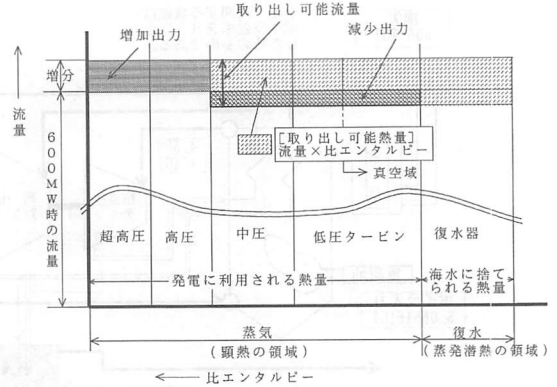 取り出し可能流量
増加出力
減少出力
増分
流量
600MW時の流量
[取り出し可能熱量]
流量×比エンタルピー
真空域
超高圧
高圧
中圧
低圧タービン
復水器
発電に利用される熱量
海水に捨て
られる熱量
蒸気
(顕熱の領域)
復水
(蒸発潜熱の領域)
比エンタルピー